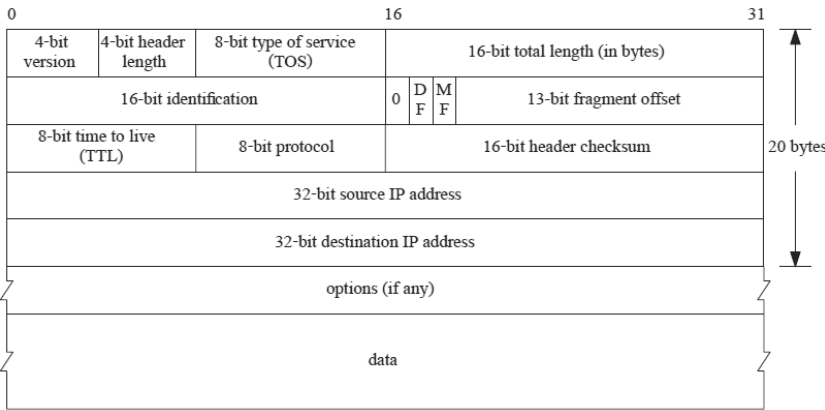 0 16 31
4-bit version
4-bit header length
8-bit type of service (TOS)
16-bit total length (in bytes)
16-bit identification
0
DF
MF
13-bit fragment offset
8-bit time to live (TTL)
8-bit protocol
16-bit header checksum
20 bytes
32-bit source IP address
32-bit destination IP address
options (if any)
data